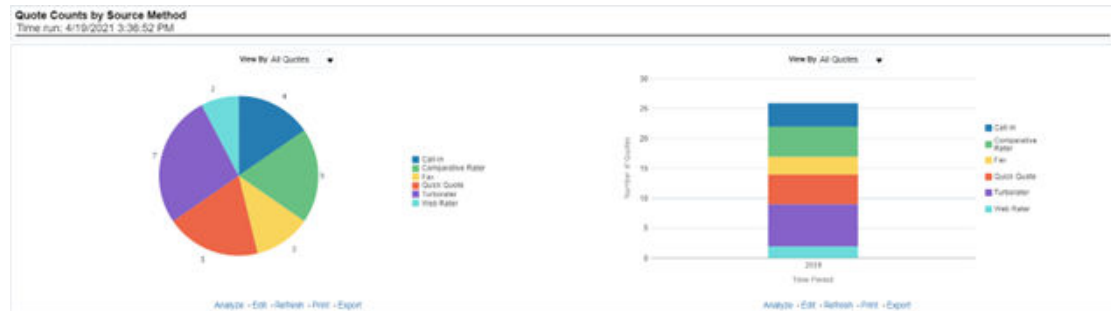 Quote Counts by Source Method
Time run: 4/19/2021 3:36:52 PM
View By All Quotes
2
4
7
5
5
3
Call-In
Comparative Rater
Fax
Quick Quote
Turborater
Web Rater
Analyze - Edit - Refresh - Print - Export
View By All Quotes
30
25
20
15
10
5
0
Number # Quotes
2019
Time Period
Call-In
Comparative
Rater
Fax
Quick Quote
Turborater
Web Rater
Analyze - Edit - Refresh - Print - Export